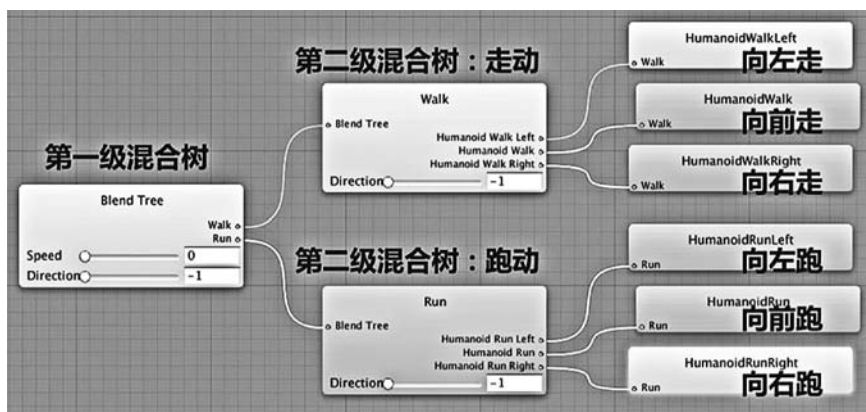 第一级混合树
Blend Tree
Walk
Run
Speed 0
Direction -1
第二级混合树：走动
Walk
Blend Tree
Humanoid Walk Left
Humanoid Walk
Humanoid Walk Right
Direction -1
第二级混合树：跑动
Run
Blend Tree
Humanoid Run Left
Humanoid Run
Humanoid Run Right
Direction -1
HumanoidWalkLeft
Walk 向左走
HumanoidWalk
Walk 向前走
HumanoidWalkRight
Walk 向右走
HumanoidRunLeft
Run 向左跑
HumanoidRun
Run 向前跑
HumanoidRunRight
Run 向右跑